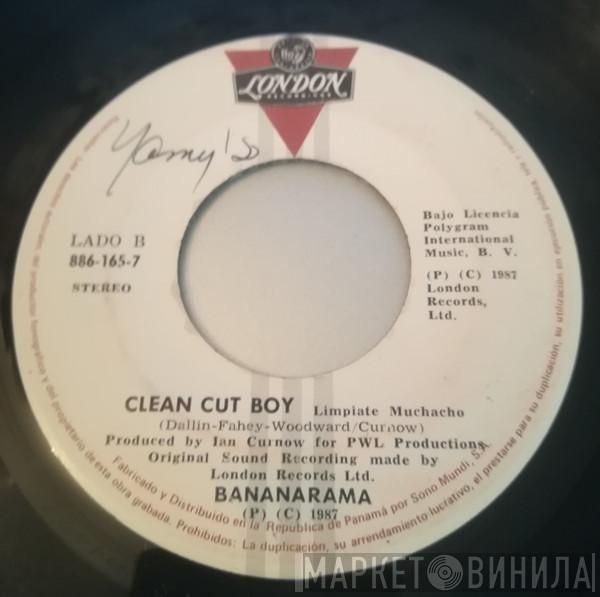 LONDON
RECORDINGS
Yomy's
LADO B
886-165-7
STEREO
Bajo Licencia
Polygram
International
Music, B. V.
(P) (C) 1987
London
Records,
Ltd.
CLEAN CUT BOY Limpiate Muchacho
(Dallin-Fahey-Woodward/Curnow)
Produced by Ian Curnow for PWL Productions
Original Sound Recording made by
London Records Ltd.
BANANARAMA
(P) (C) 1987
Fabricado y Distribuido en la República de Panamá por Sono Mundi, S.A.
de esta obra grabada. Prohibidos: La duplicación, su arrendamiento lucrativo, el prestarse para su duplicación, su utilización en
МАРКЕТ ВИНИЛА